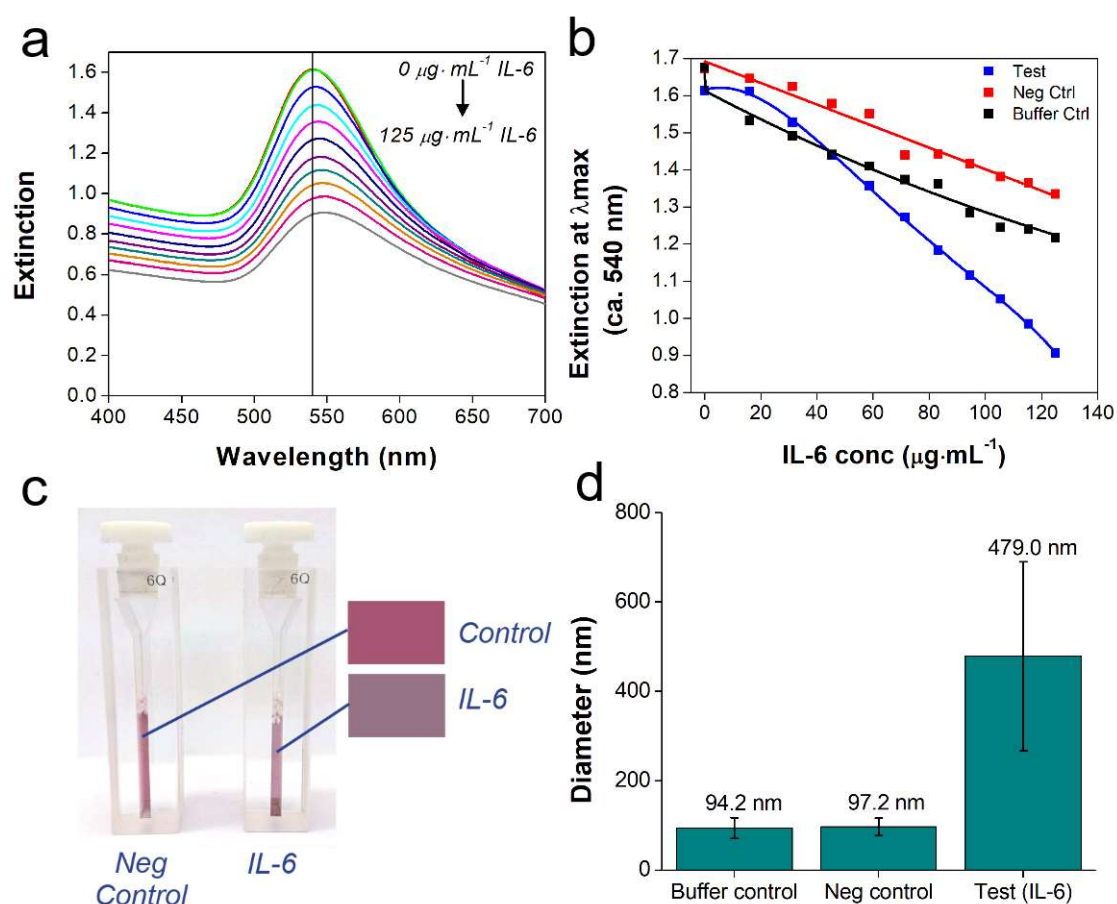 a
1.6
1.4
1.2
1.0
0.8
0.6
0.4
0.2
0.0
Extinction
400 450 500 550 600 650 700
Wavelength (nm)
0 µg· mL⁻¹ IL-6
125 µg·mL⁻¹ IL-6
b
1.7
1.6
1.5
1.4
1.3
1.2
1.1
1.0
0.9
0.8
Extinction at λmax
(ca. 540 nm)
Test
Neg Ctrl
Buffer Ctrl
0 20 40 60 80 100 120 140
IL-6 conc (µg·mL⁻¹)
c
6Q
6Q
Control
IL-6
Neg
Control
IL-6
d
800
600
400
200
0
Diameter (nm)
94.2 nm
97.2 nm
479.0 nm
Buffer control Neg control Test (IL-6)